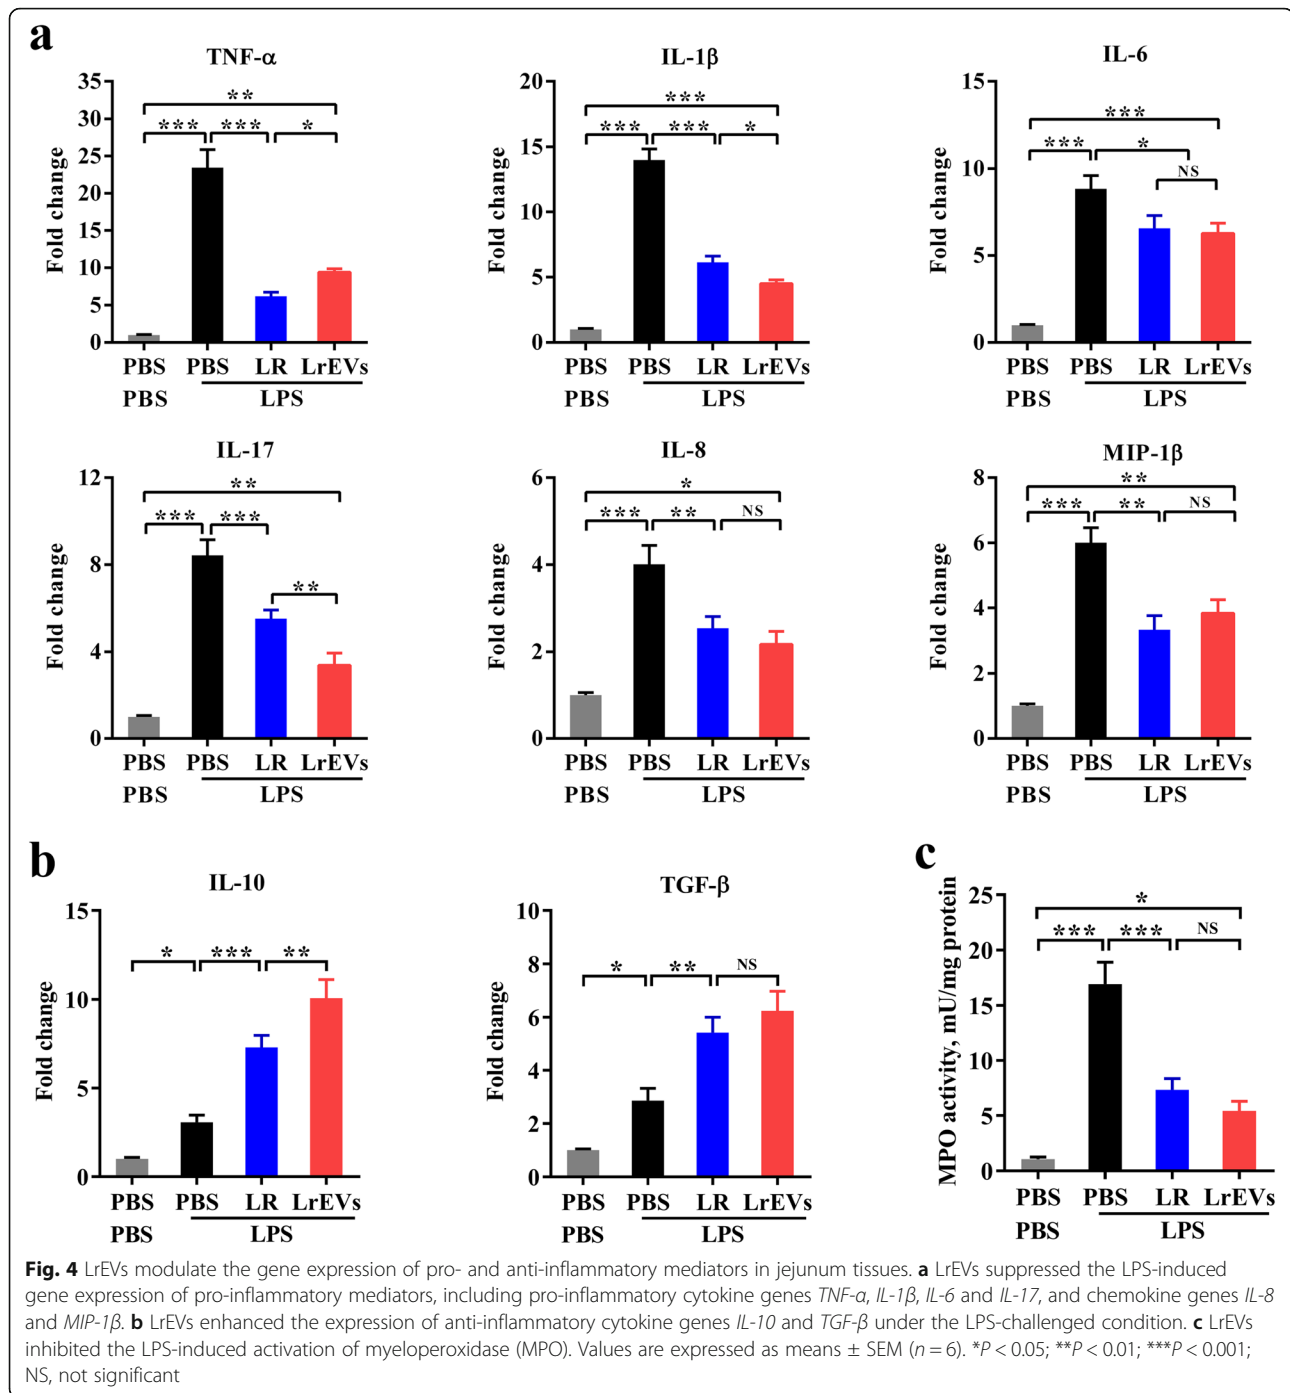 a
TNF-α
35
30
25
20
15
10
5
0
Fold change
**
*** *** *
PBS PBS LR LrEVs
PBS LPS
IL-1β
20
15
10
5
0
Fold change
***
*** *** *
PBS PBS LR LrEVs
PBS LPS
IL-6
15
10
5
0
Fold change
***
*** *
NS
PBS PBS LR LrEVs
PBS LPS
IL-17
12
8
4
0
Fold change
**
*** ***
**
PBS PBS LR LrEVs
PBS LPS
IL-8
6
4
2
0
Fold change
*
*** ** NS
PBS PBS LR LrEVs
PBS LPS
MIP-1β
8
6
4
2
0
Fold change
**
*** ** NS
PBS PBS LR LrEVs
PBS LPS
b
IL-10
15
10
5
0
Fold change
* *** **
PBS PBS LR LrEVs
PBS LPS
TGF-β
10
8
6
4
2
0
Fold change
* ** NS
PBS PBS LR LrEVs
PBS LPS
c
25
20
15
10
5
0
MPO activity, mU/mg protein
*
*** *** NS
PBS PBS LR LrEVs
PBS LPS
Fig. 4 LrEVs modulate the gene expression of pro- and anti-inflammatory mediators in jejunum tissues. a LrEVs suppressed the LPS-induced
gene expression of pro-inflammatory mediators, including pro-inflammatory cytokine genes TNF-α, IL-1β, IL-6 and IL-17, and chemokine genes IL-8
and MIP-1β. b LrEVs enhanced the expression of anti-inflammatory cytokine genes IL-10 and TGF-β under the LPS-challenged condition. c LrEVs
inhibited the LPS-induced activation of myeloperoxidase (MPO). Values are expressed as means ± SEM (n = 6). *P < 0.05; **P < 0.01; ***P < 0.001;
NS, not significant